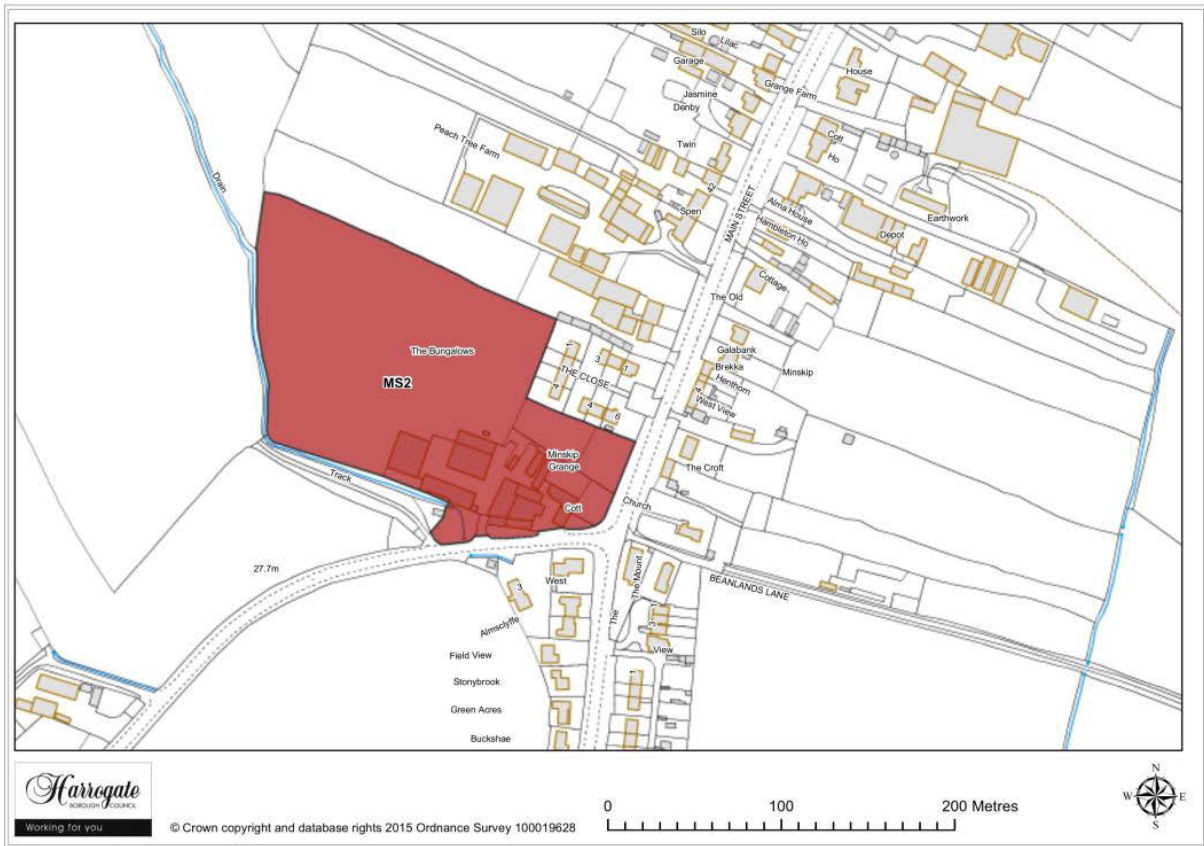 Silo
Lilac
Garage
House
Grange Farm
Jasmine
Denby
Peach Tree Farm
Twin
Cott
Ho
Drain
42
Spen
MAIN STREET
Alma House
Earthwork
Hambleton Ho
Depot
Cottage
The Old
The Bungalows
1
3
1
Galabank
Brekka
Minskip
MS2
THE CLOSE
Henthorn
4
4
6
4
West View
Minskip
Grange
The Croft
Track
Cott
Church
27.7m
West
The Mount
BEANLANDS LANE
3
The
1
3
Almsclyffe
View
Field View
Stonybrook
1
Green Acres
Buckshae
Harrogate
BOROUGH COUNCIL
Working for you
© Crown copyright and database rights 2015 Ordnance Survey 100019628
0 100 200 Metres
N
W E
S